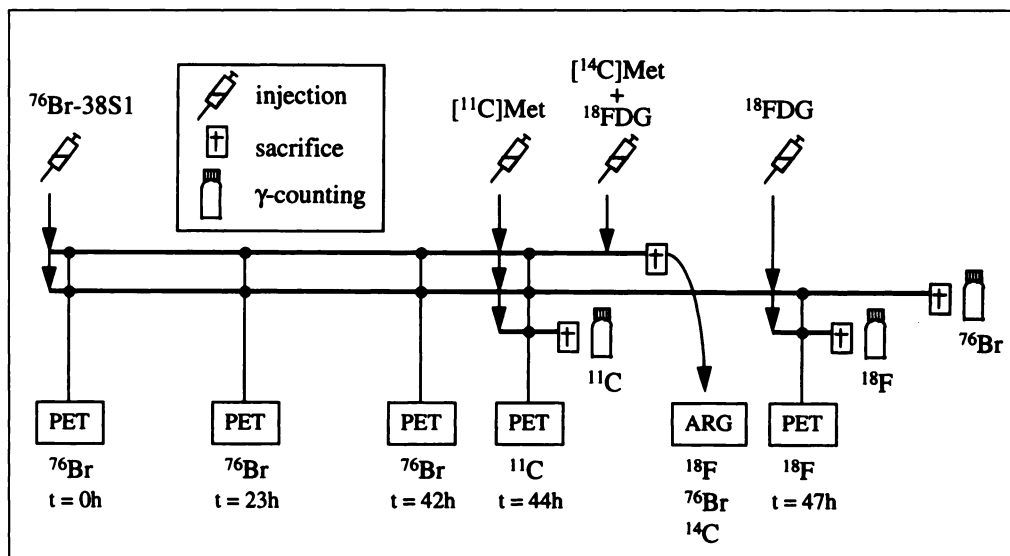 ⁷⁶Br-38S1
injection
sacrifice
γ-counting
[¹¹C]Met
[¹⁴C]Met
+
¹⁸FDG
¹⁸FDG
¹¹C
¹⁸F
⁷⁶Br
PET
PET
PET
PET
ARG
PET
⁷⁶Br
t = 0h
⁷⁶Br
t = 23h
⁷⁶Br
t = 42h
¹¹C
t = 44h
¹⁸F
⁷⁶Br
¹⁴C
¹⁸F
t = 47h